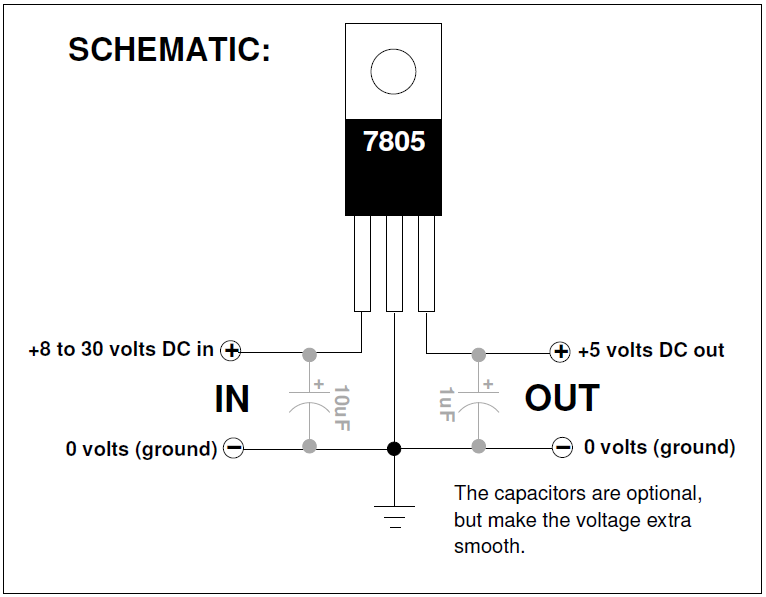 SCHEMATIC:
7805
+8 to 30 volts DC in +
+ +5 volts DC out
+
10uF
+
1uF
IN
OUT
0 volts (ground) −
− 0 volts (ground)
The capacitors are optional,
but make the voltage extra
smooth.